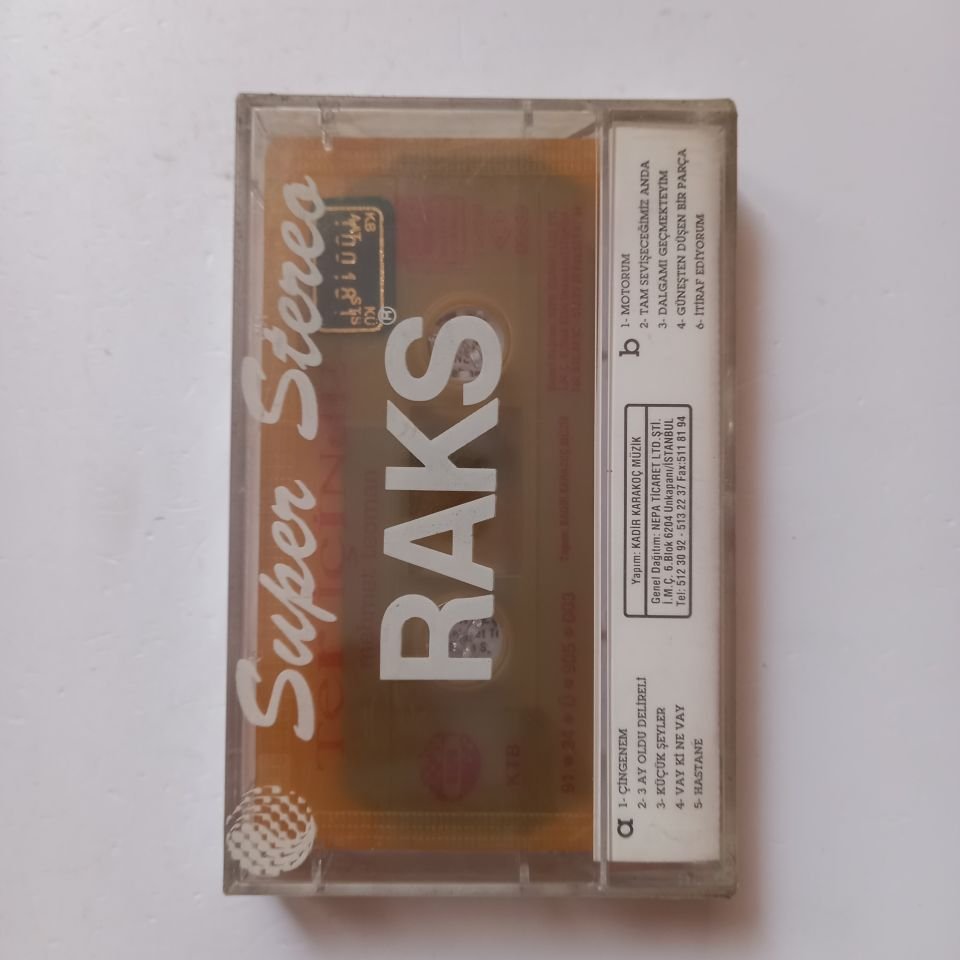 Super Stereo
RAKS®
a
1- ÇİNGENEM
2- 3 AY OLDU DELİRELİ
3- KÜÇÜK ŞEYLER
4- VAY Kİ NE VAY
5- HASTANE
Yapım: KADİR KARAKOÇ MÜZİK
Genel Dağıtım: NEPA TİCARET LTD.ŞTİ.
İ.M.Ç. 6.Blok 6204 Unkapanı/İSTANBUL
Tel: 512 30 92 - 513 22 37 Fax:511 81 94
b
1- MOTORUM
2- TAM SEVİŞECEĞİMİZ ANDA
3- DALGAMI GEÇMEKTEYİM
4- GÜNEŞTEN DÜŞEN BİR PARÇA
6- İTİRAF EDİYORUM